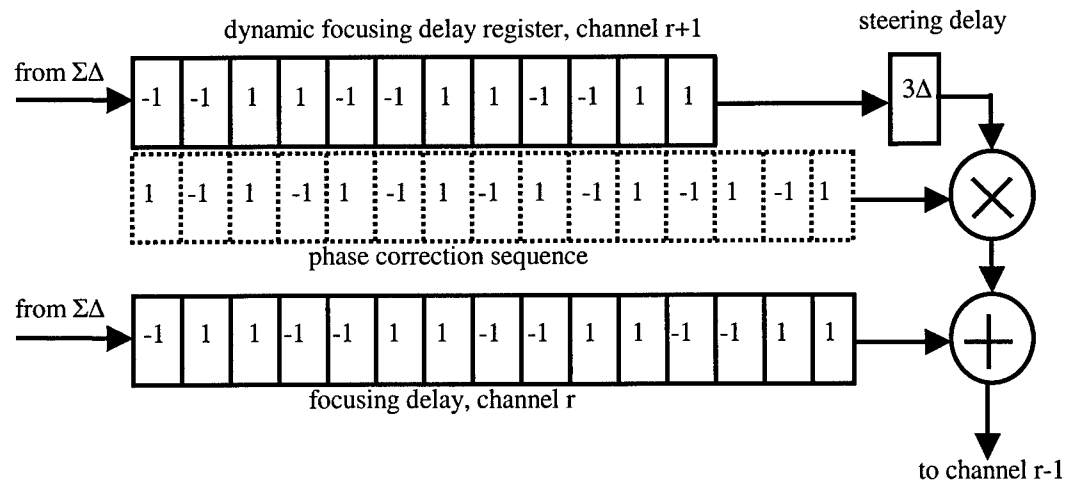 dynamic focusing delay register, channel r+1
steering delay
from ΣΔ
-1 -1 1 1 -1 -1 1 1 -1 -1 1 1
3Δ
1 -1 1 -1 1 -1 1 -1 1 -1 1 -1 1 -1 1
phase correction sequence
from ΣΔ
-1 1 1 -1 -1 1 1 -1 -1 1 1 -1 -1 1 1
focusing delay, channel r
to channel r-1